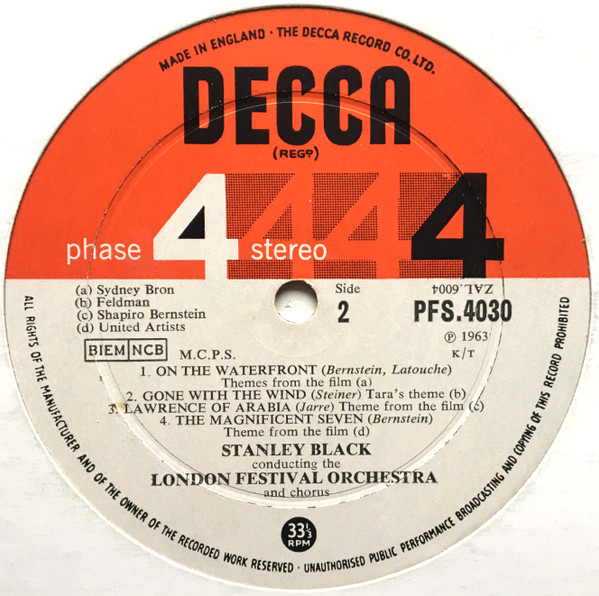 MADE IN ENGLAND · THE DECCA RECORD CO. LTD.
DECCA
(REGD)
phase 4 stereo 4 4 4
(a) Sydney Bron
(b) Feldman
(c) Shapiro Bernstein
(d) United Artists
Side
2
ZAL.6004
PFS.4030
Ⓟ 1963
K/T
BIEM NCB
M.C.P.S.
1. ON THE WATERFRONT (Bernstein, Latouche)
Themes from the film (a)
2. GONE WITH THE WIND (Steiner) Tara's theme (b)
3. LAWRENCE OF ARABIA (Jarre) Theme from the film (c)
4. THE MAGNIFICENT SEVEN (Bernstein)
Theme from the film (d)
STANLEY BLACK
conducting the
LONDON FESTIVAL ORCHESTRA
and chorus
33⅓
RPM
ALL RIGHTS OF THE MANUFACTURER AND OF THE OWNER OF THE RECORDED WORK RESERVED · UNAUTHORISED PUBLIC PERFORMANCE BROADCASTING AND COPYING OF THIS RECORD PROHIBITED